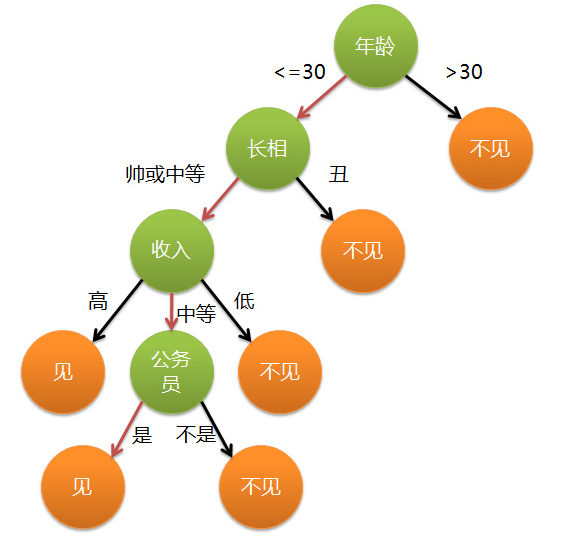 年龄
<=30
>30
长相
不见
帅或中等
丑
收入
不见
高
中等
低
见
公务
员
不见
是
不是
见
不见